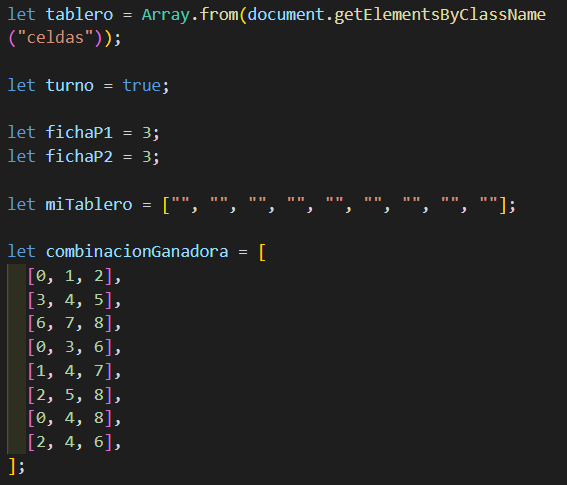 let tablero = Array.from(document.getElementsByClassName
("celdas"));
let turno = true;
let fichaP1 = 3;
let fichaP2 = 3;
let miTablero = ["", "", "", "", "", "", "", "", ""];
let combinacionGanadora = [
[0, 1, 2],
[3, 4, 5],
[6, 7, 8],
[0, 3, 6],
[1, 4, 7],
[2, 5, 8],
[0, 4, 8],
[2, 4, 6],
];